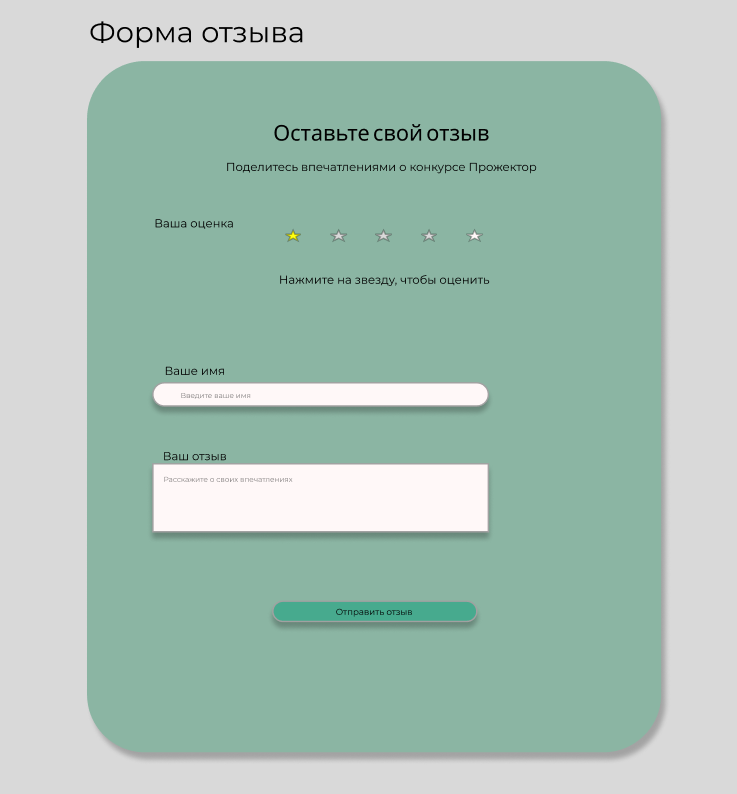 Форма отзыва
Оставьте свой отзыв
Поделитесь впечатлениями о конкурсе Прожектор
Ваша оценка
Нажмите на звезду, чтобы оценить
Ваше имя
Введите ваше имя
Ваш отзыв
Расскажите о своих впечатлениях
Отправить отзыв